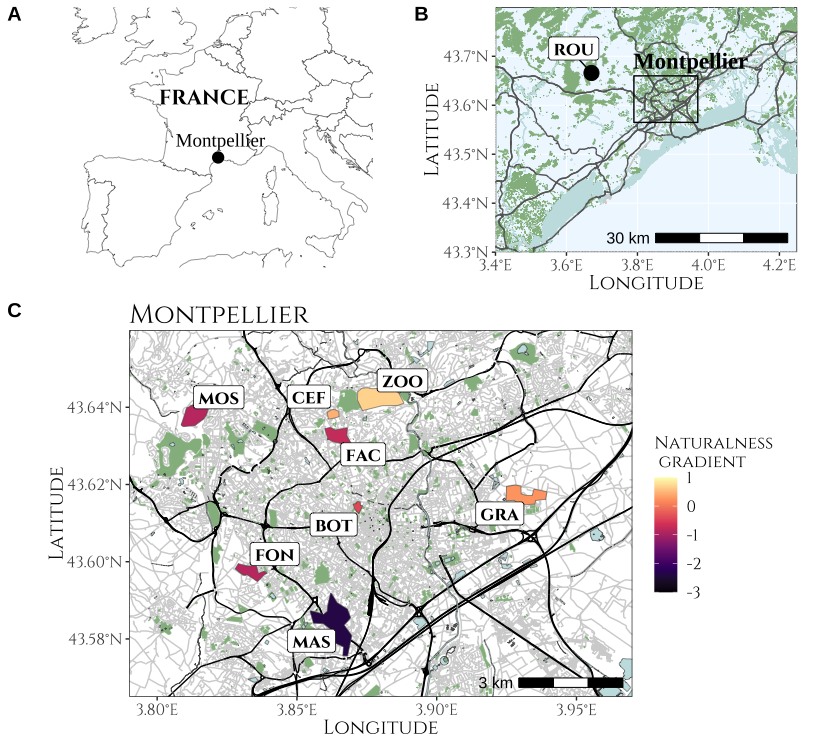 A
FRANCE
Montpellier
B
ROU
Montpellier
43.7°N
43.6°N
43.5°N
43.4°N
43.3°N
LATITUDE
30 km
3.4°E
3.6°E
3.8°E
4.0°E
4.2°E
LONGITUDE
C
MONTPELLIER
MOS
CEF
ZOO
FAC
GRA
BOT
FON
MAS
43.64°N
43.62°N
43.60°N
43.58°N
LATITUDE
3 km
3.80°E
3.85°E
3.90°E
3.95°E
LONGITUDE
NATURALNESS
GRADIENT
1
0
-1
-2
-3